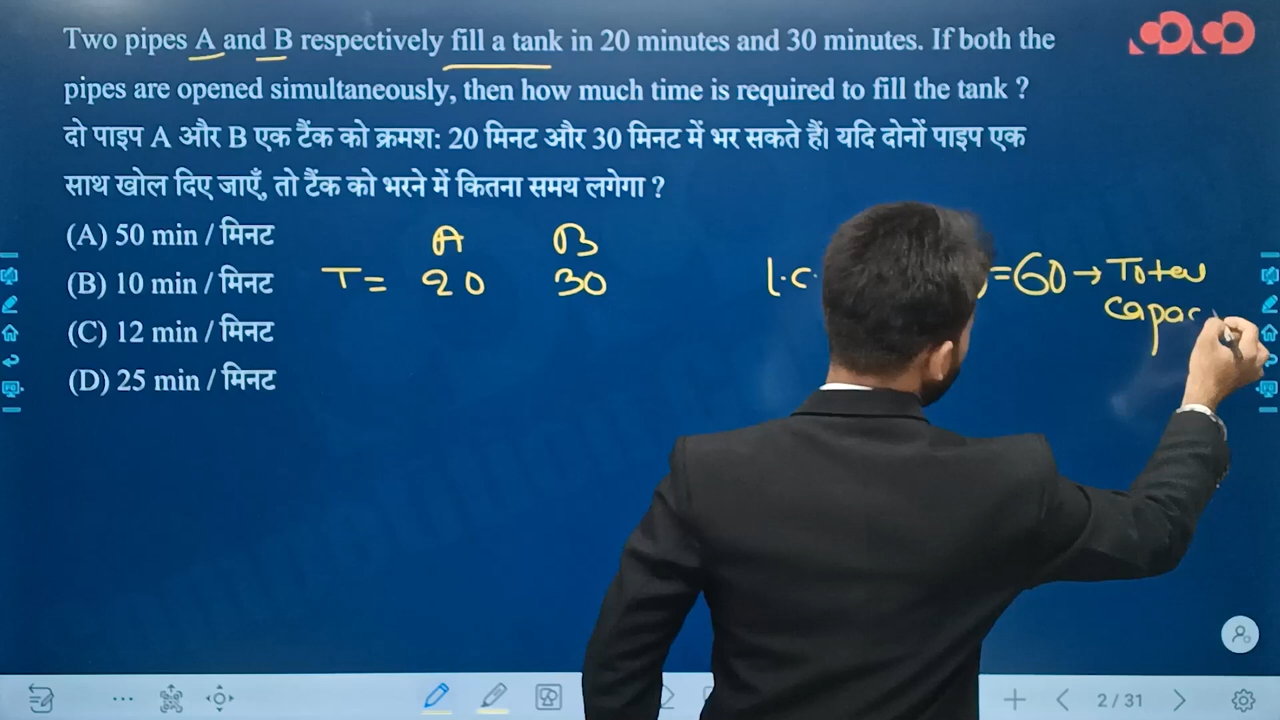 Two pipes A and B respectively fill a tank in 20 minutes and 30 minutes. If both the
pipes are opened simultaneously, then how much time is required to fill the tank ?
दो पाइप A और B एक टैंक को क्रमश: 20 मिनट और 30 मिनट में भर सकते हैं। यदि दोनों पाइप एक
साथ खोल दिए जाएँ, तो टैंक को भरने में कितना समय लगेगा ?
(A) 50 min / मिनट
(B) 10 min / मिनट
(C) 12 min / मिनट
(D) 25 min / मिनट
A B
T = 20 30
l.c. =60 → Total
capac
2 / 31